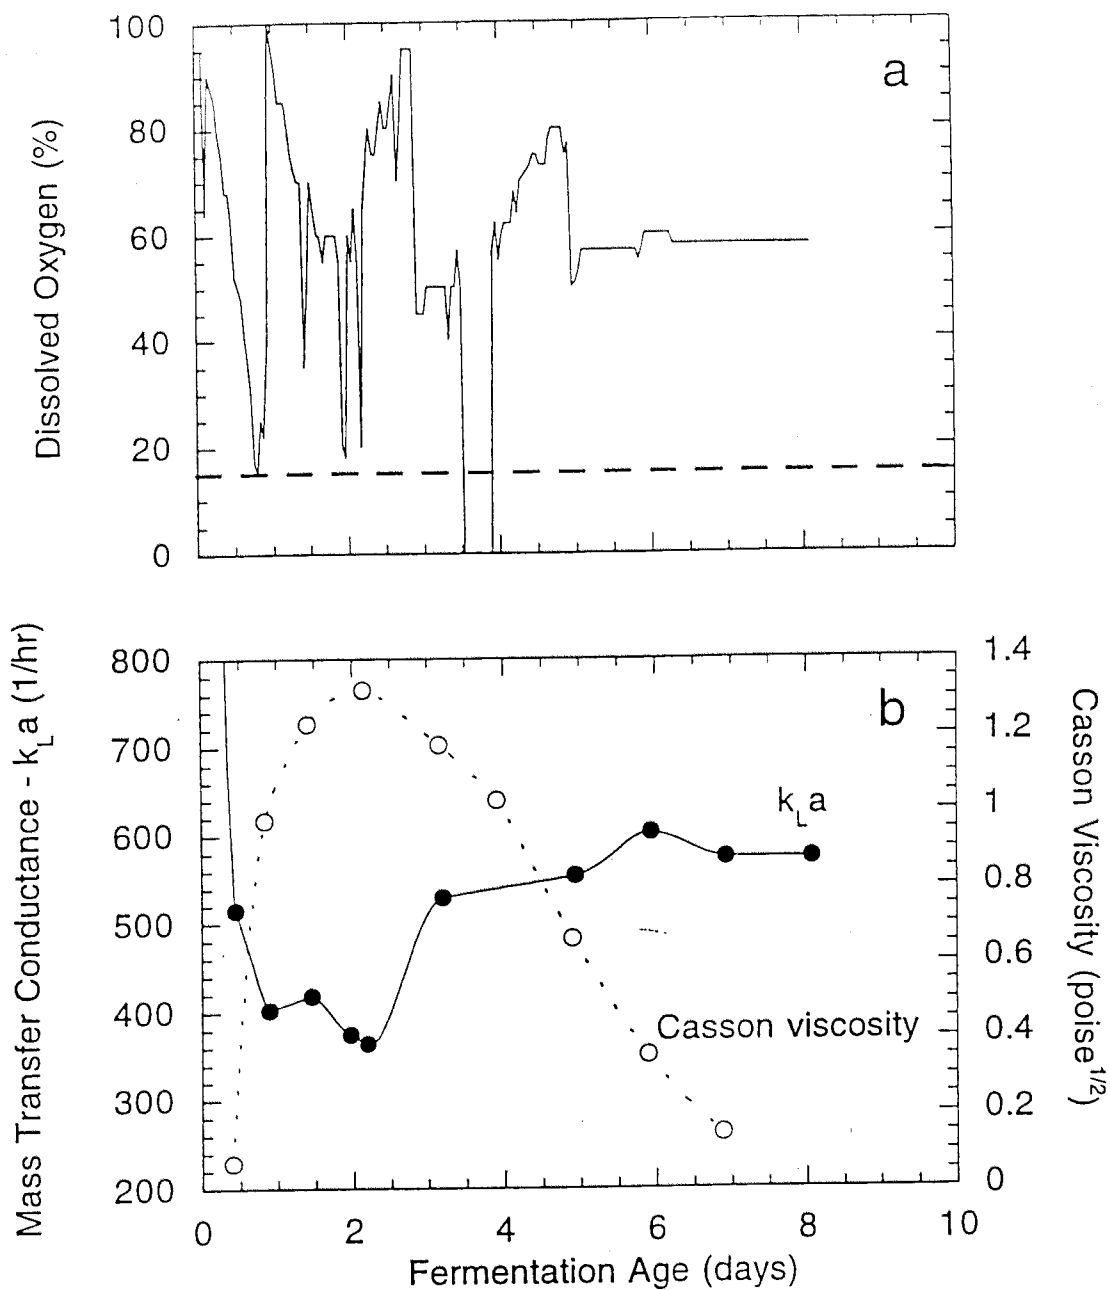 a
Dissolved Oxygen (%)
100
80
60
40
20
0
b
Mass Transfer Conductance - kLa (1/hr)
800
700
600
500
400
300
200
1.4
1.2
1
0.8
0.6
0.4
0.2
0
Casson Viscosity (poise1/2)
kLa
Casson viscosity
0 2 4 6 8 10
Fermentation Age (days)